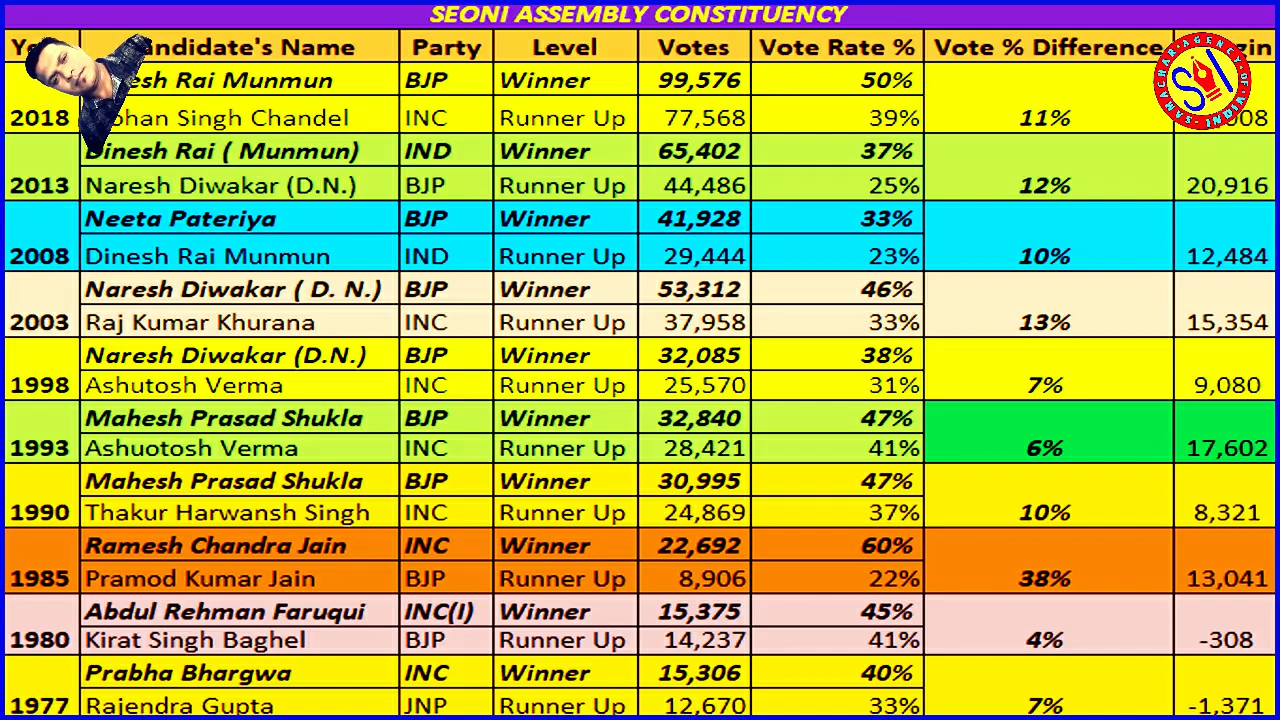 SEONI ASSEMBLY CONSTITUENCY
Candidate's Name Party Level Votes Vote Rate % Vote % Difference
2018 BJP Winner 99,576 50%
Rai Munmun
Singh Chandel INC Runner Up 77,568 39% 11%
Dinesh Rai ( Munmun) IND Winner 65,402 37%
2013 Naresh Diwakar (D.N.) BJP Runner Up 44,486 25% 12% 20,916
Neeta Pateriya BJP Winner 41,928 33%
2008 Dinesh Rai Munmun IND Runner Up 29,444 23% 10% 12,484
Naresh Diwakar ( D. N.) BJP Winner 53,312 46%
2003 Raj Kumar Khurana INC Runner Up 37,958 33% 13% 15,354
Naresh Diwakar (D.N.) BJP Winner 32,085 38%
1998 Ashutosh Verma INC Runner Up 25,570 31% 7% 9,080
Mahesh Prasad Shukla BJP Winner 32,840 47%
1993 Ashuotosh Verma INC Runner Up 28,421 41% 6% 17,602
Mahesh Prasad Shukla BJP Winner 30,995 47%
1990 Thakur Harwansh Singh INC Runner Up 24,869 37% 10% 8,321
Ramesh Chandra Jain INC Winner 22,692 60%
1985 Pramod Kumar Jain BJP Runner Up 8,906 22% 38% 13,041
Abdul Rehman Faruqui INC(I) Winner 15,375 45%
1980 Kirat Singh Baghel BJP Runner Up 14,237 41% 4% -308
Prabha Bhargwa INC Winner 15,306 40%
1977 Rajendra Gupta JNP Runner Up 12,670 33% 7% -1,371
SAMACHAR AGENCY OF INDIA